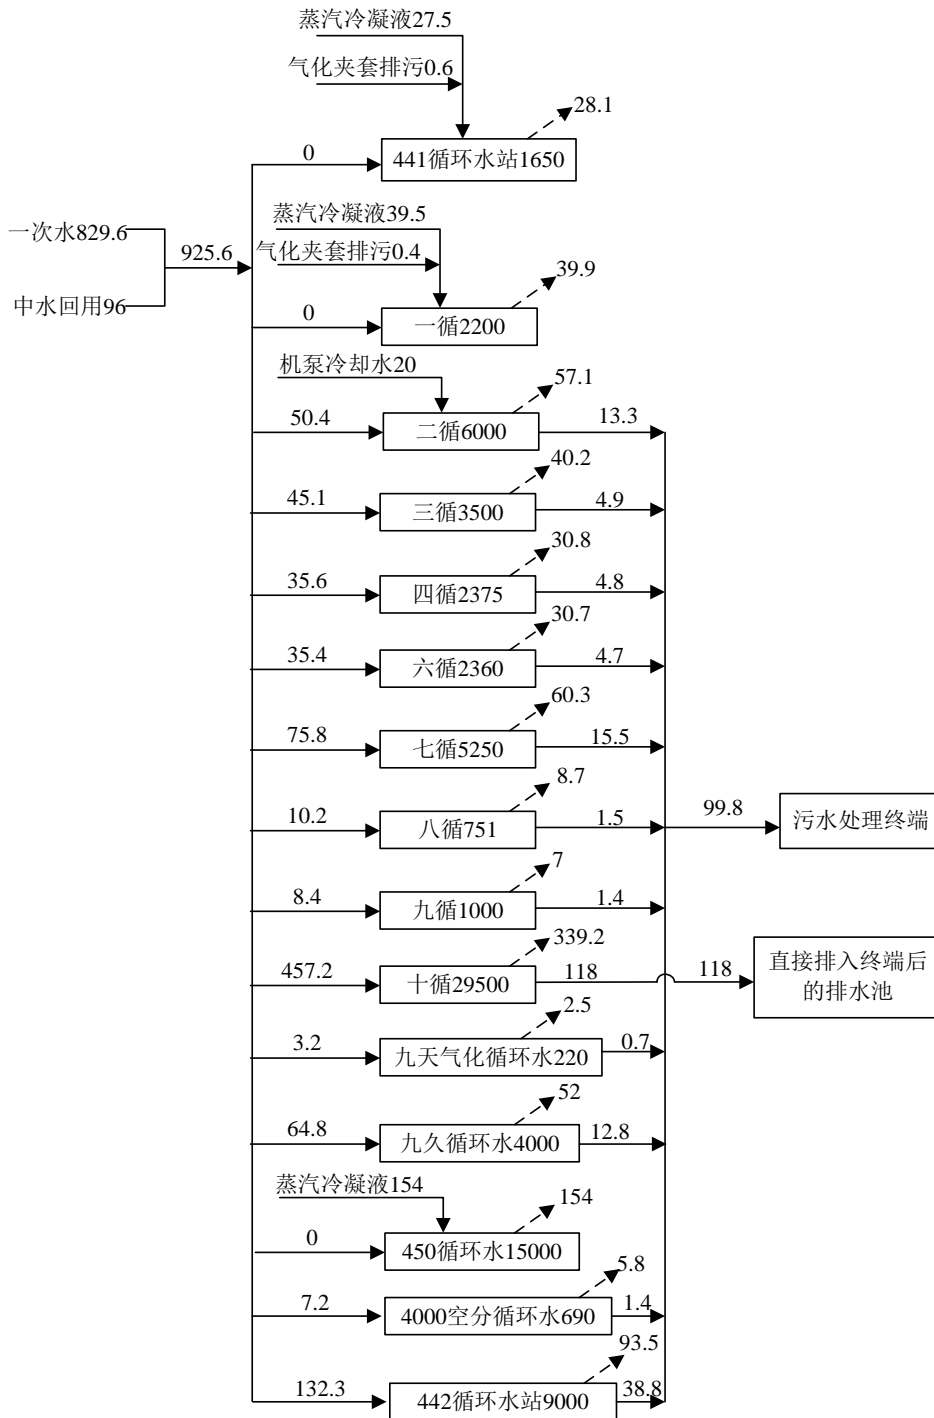 蒸汽冷凝液27.5
气化夹套排污0.6
28.1
0
441循环水站1650
蒸汽冷凝液39.5
一次水829.6
925.6
气化夹套排污0.4
39.9
中水回用96
0
一循2200
机泵冷却水20
57.1
50.4
二循6000
13.3
40.2
45.1
三循3500
4.9
30.8
35.6
四循2375
4.8
30.7
35.4
六循2360
4.7
60.3
75.8
七循5250
15.5
8.7
10.2
八循751
1.5
99.8
污水处理终端
7
8.4
九循1000
1.4
339.2
457.2
十循29500
118
118
直接排入终端后
的排水池
2.5
3.2
九天气化循环水220
0.7
52
64.8
九久循环水4000
12.8
蒸汽冷凝液154
154
0
450循环水15000
5.8
7.2
4000空分循环水690
1.4
93.5
132.3
442循环水站9000
38.8